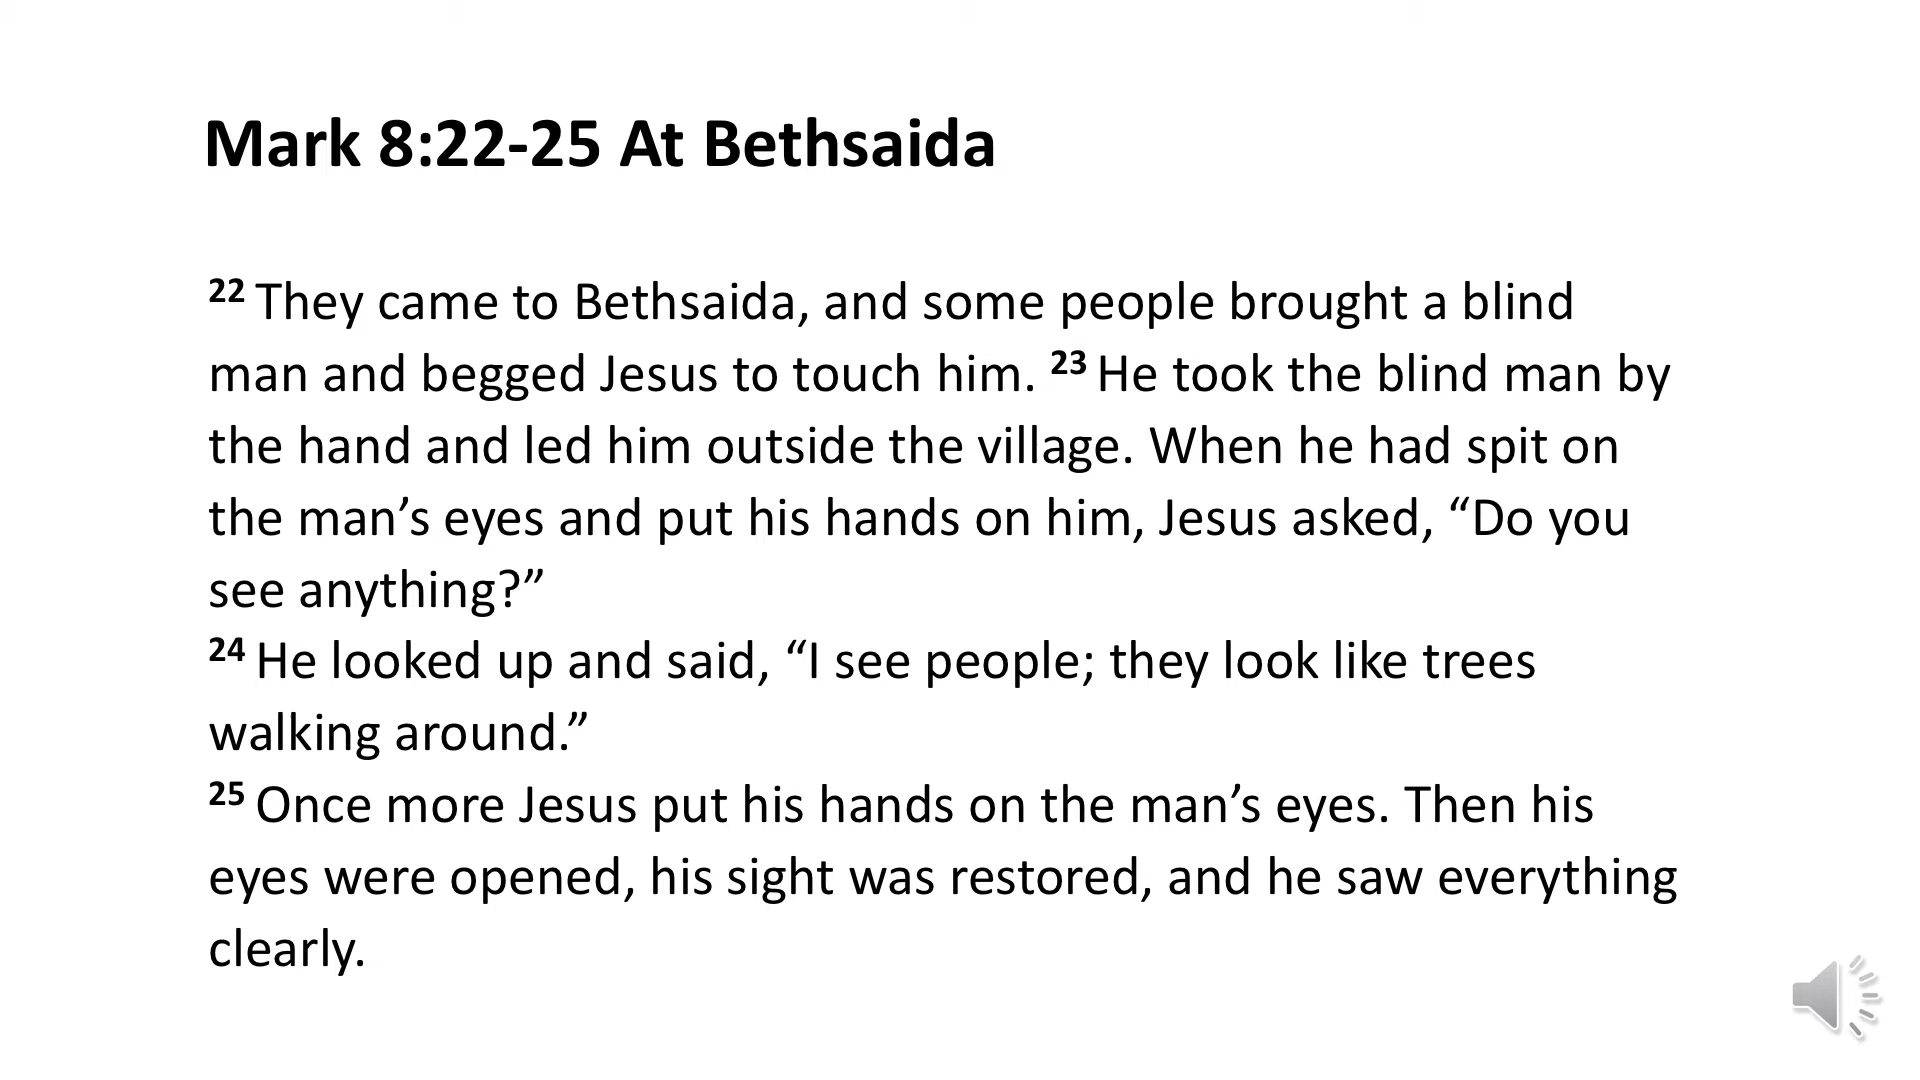 Mark 8:22-25 At Bethsaida
22 They came to Bethsaida, and some people brought a blind
man and begged Jesus to touch him. 23 He took the blind man by
the hand and led him outside the village. When he had spit on
the man’s eyes and put his hands on him, Jesus asked, “Do you
see anything?”
24 He looked up and said, “I see people; they look like trees
walking around.”
25 Once more Jesus put his hands on the man’s eyes. Then his
eyes were opened, his sight was restored, and he saw everything
clearly.